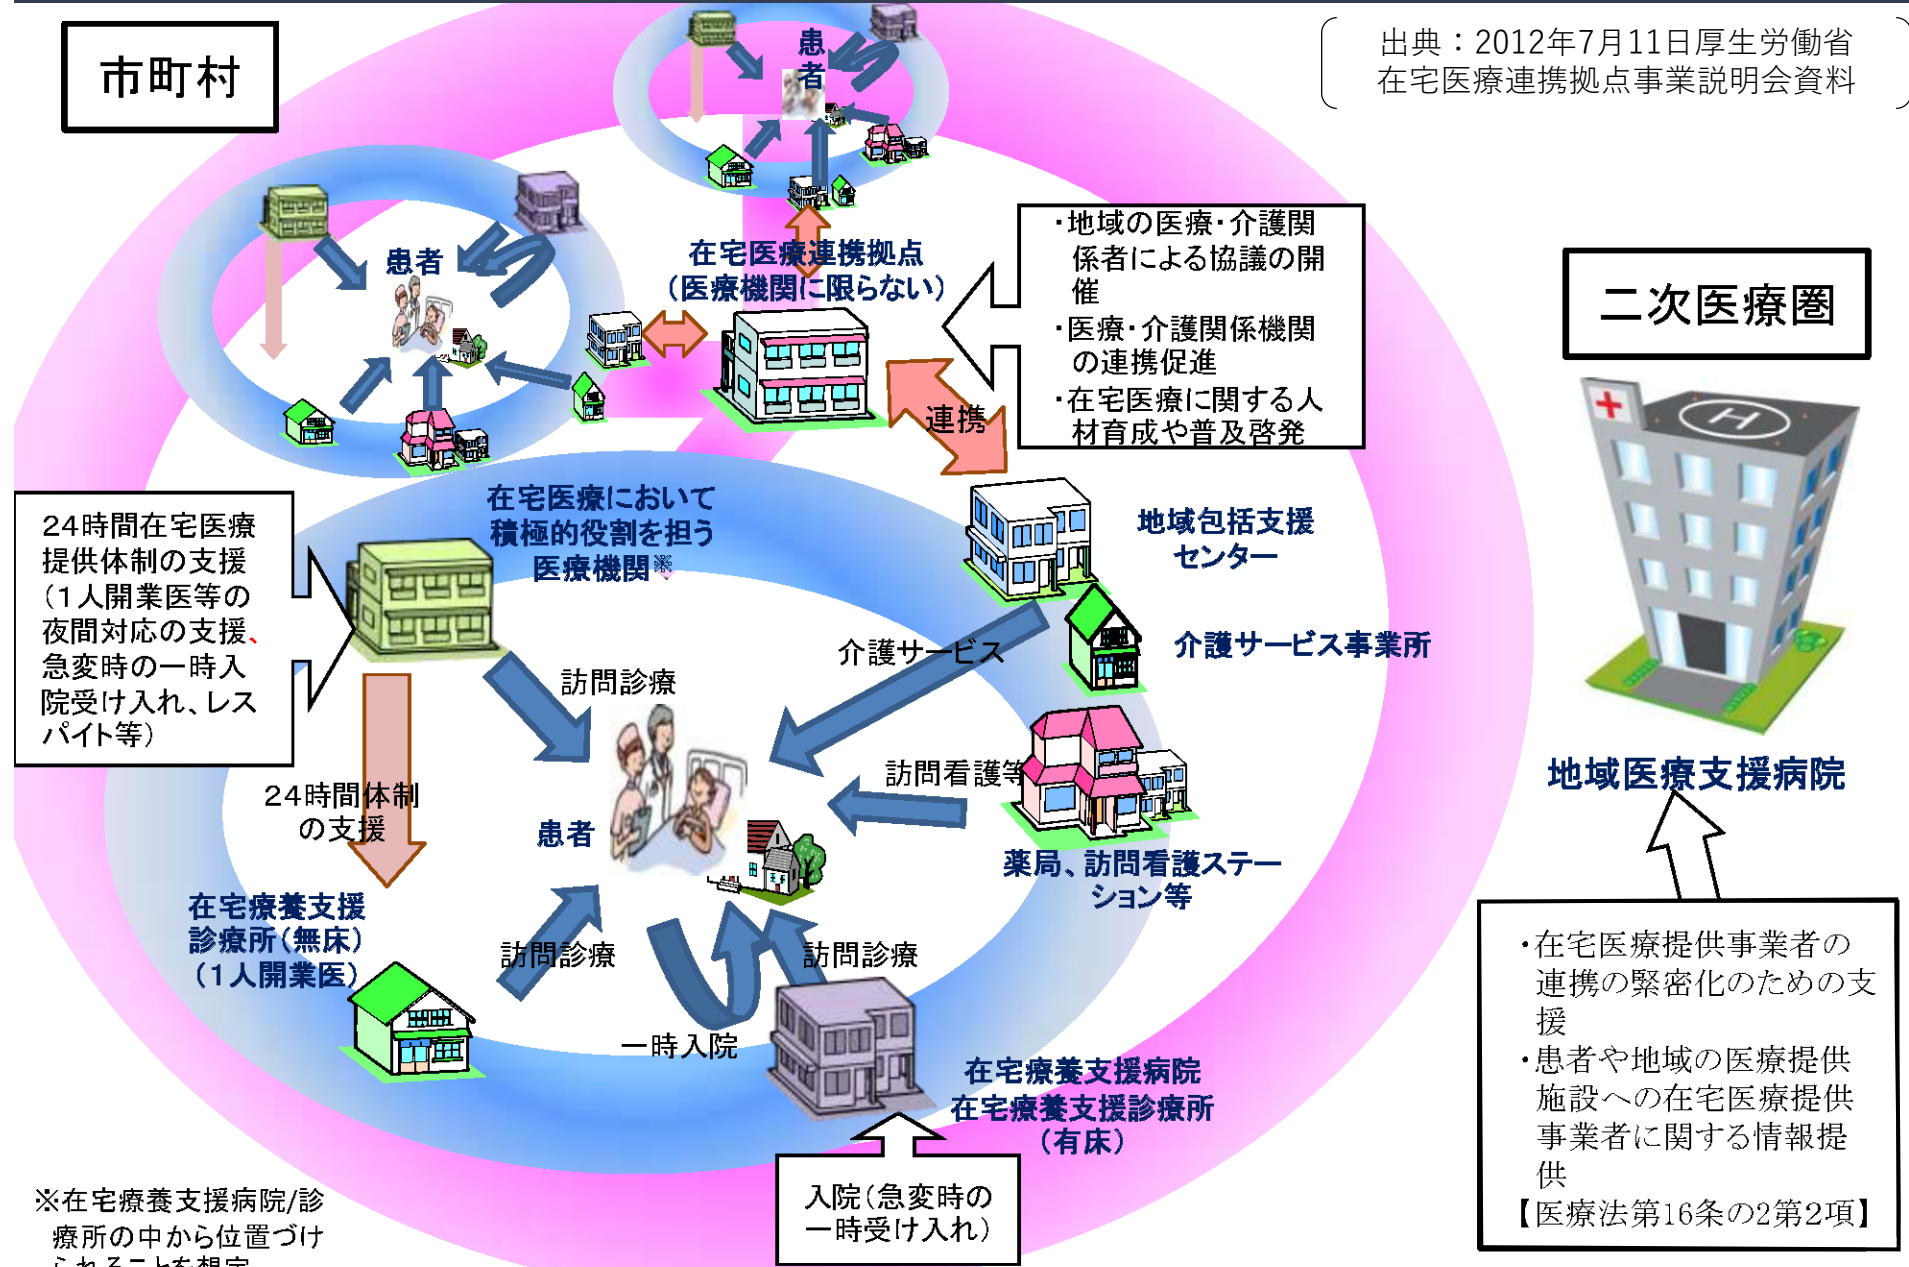 市町村
出典：2012年7月11日厚生労働省
在宅医療連携拠点事業説明会資料
患
者
患者
在宅医療連携拠点
（医療機関に限らない）
・地域の医療・介護関
係者による協議の開
催
・医療・介護関係機関
の連携促進
・在宅医療に関する人
材育成や普及啓発
二次医療圏
連携
24時間在宅医療
提供体制の支援
（1人開業医等の
夜間対応の支援、
急変時の一時入
院受け入れ、レス
パイト等）
在宅医療において
積極的役割を担う
医療機関※
地域包括支援
センター
介護サービス事業所
介護サービス
訪問診療
訪問看護等
24時間体制
の支援
患者
薬局、訪問看護ステー
ション等
地域医療支援病院
在宅療養支援
診療所（無床）
（1人開業医）
訪問診療
訪問診療
一時入院
在宅療養支援病院
在宅療養支援診療所
（有床）
入院（急変時の
一時受け入れ）
・在宅医療提供事業者の
連携の緊密化のための支
援
・患者や地域の医療提供
施設への在宅医療提供
事業者に関する情報提
供
【医療法第16条の2第2項】
※在宅療養支援病院/診
療所の中から位置づけ
られることを想定
H